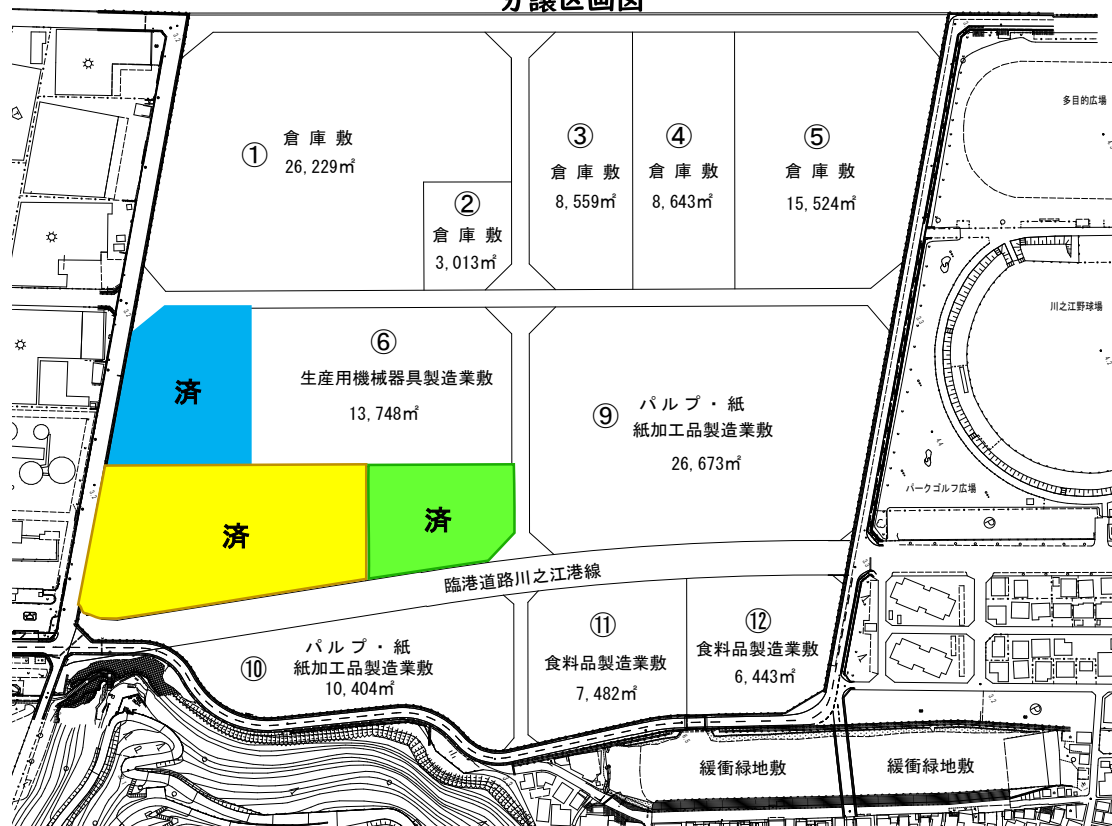 分譲区画図
①
倉庫敷
26,229㎡
②
倉庫敷
3,013㎡
③
倉庫敷
8,559㎡
④
倉庫敷
8,643㎡
⑤
倉庫敷
15,524㎡
多目的広場
川之江野球場
済
⑥
生産用機械器具製造業敷
13,748㎡
⑨
パルプ・紙
紙加工品製造業敷
26,673㎡
パークゴルフ広場
済
済
臨港道路川之江港線
⑩
パルプ・紙
紙加工品製造業敷
10,404㎡
⑪
食料品製造業敷
7,482㎡
⑫
食料品製造業敷
6,443㎡
緩衝緑地敷
緩衝緑地敷